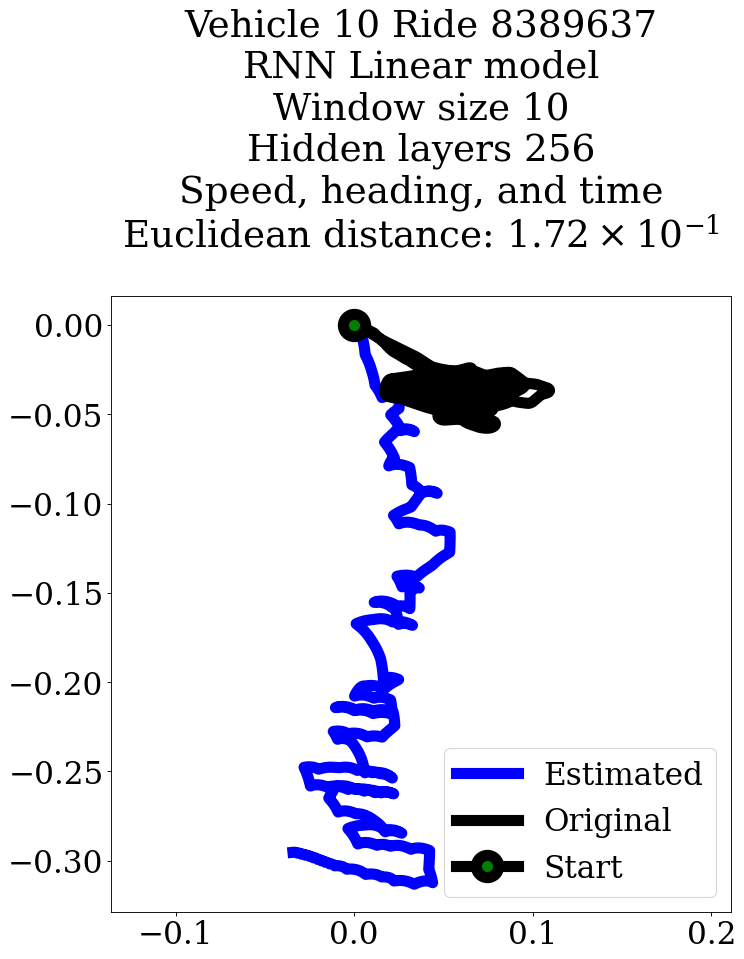 Vehicle 10 Ride 8389637
RNN Linear model
Window size 10
Hidden layers 256
Speed, heading, and time
Euclidean distance: 1.72 × 10⁻¹
0.00
−0.05
−0.10
−0.15
−0.20
−0.25
−0.30
Estimated
Original
Start
−0.1 0.0 0.1 0.2